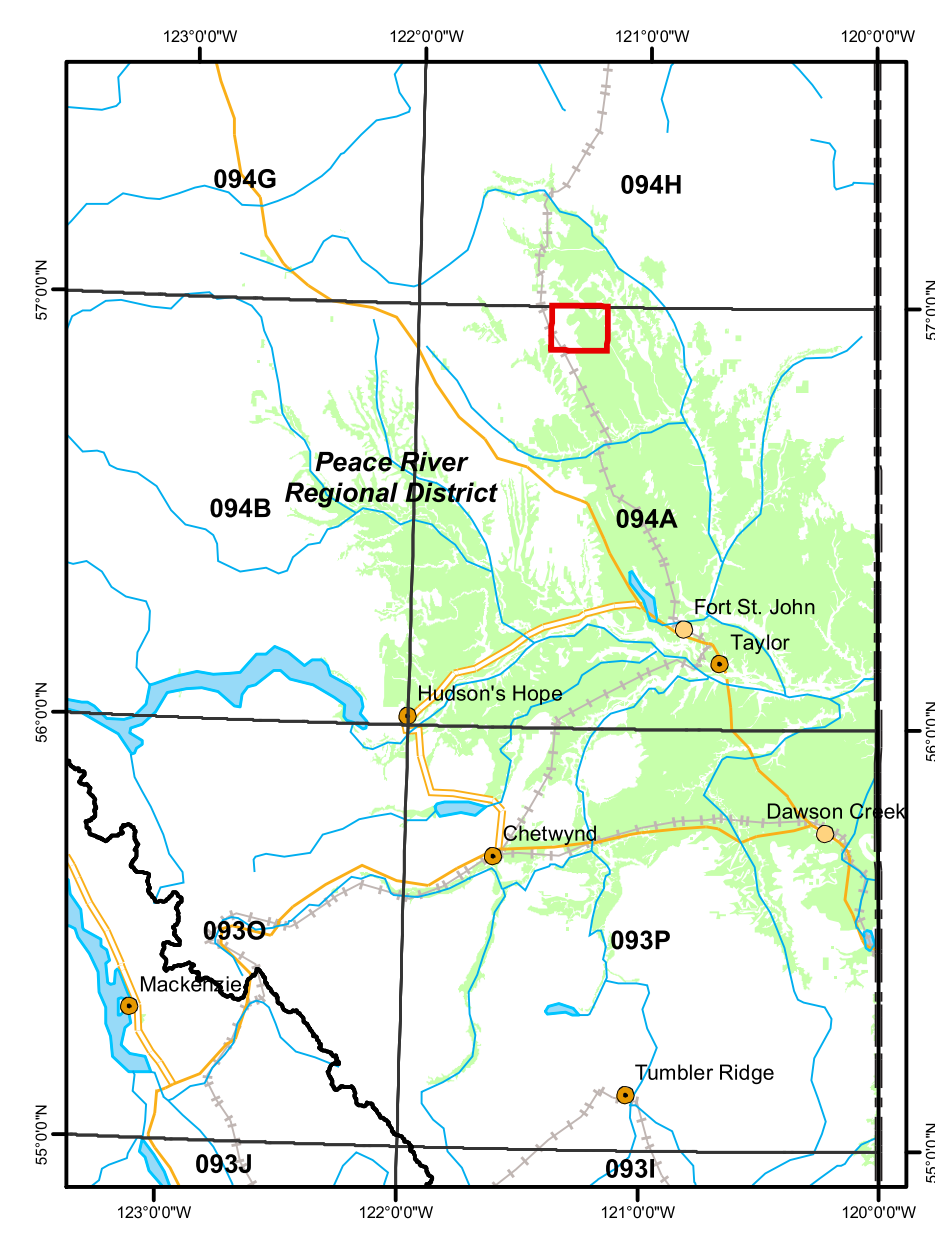 123°0'0"W
122°0'0"W
121°0'0"W
120°0'0"W
094G
094H
57°0'0"N
57°0'0"N
Peace River
Regional District
094B
094A
Fort St. John
Taylor
Hudson's Hope
56°0'0"N
56°0'0"N
Dawson Creek
Chetwynd
093O
093P
Mackenzie
Tumbler Ridge
55°0'0"N
55°0'0"N
093J
093I
123°0'0"W
122°0'0"W
121°0'0"W
120°0'0"W